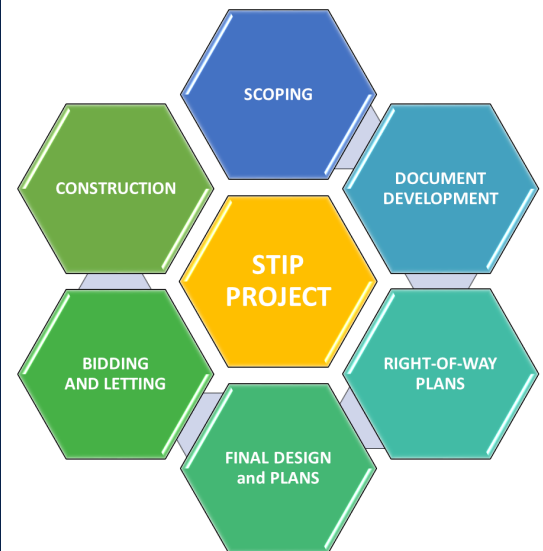 SCOPING
DOCUMENT
DEVELOPMENT
RIGHT-OF-WAY
PLANS
FINAL DESIGN
and PLANS
BIDDING
AND LETTING
CONSTRUCTION
STIP
PROJECT